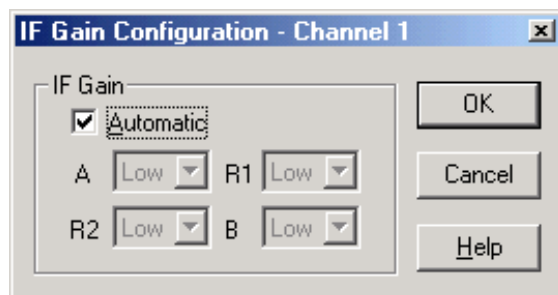 IF Gain Configuration - Channel 1
IF Gain
Automatic
A Low R1 Low
R2 Low B Low
OK
Cancel
Help